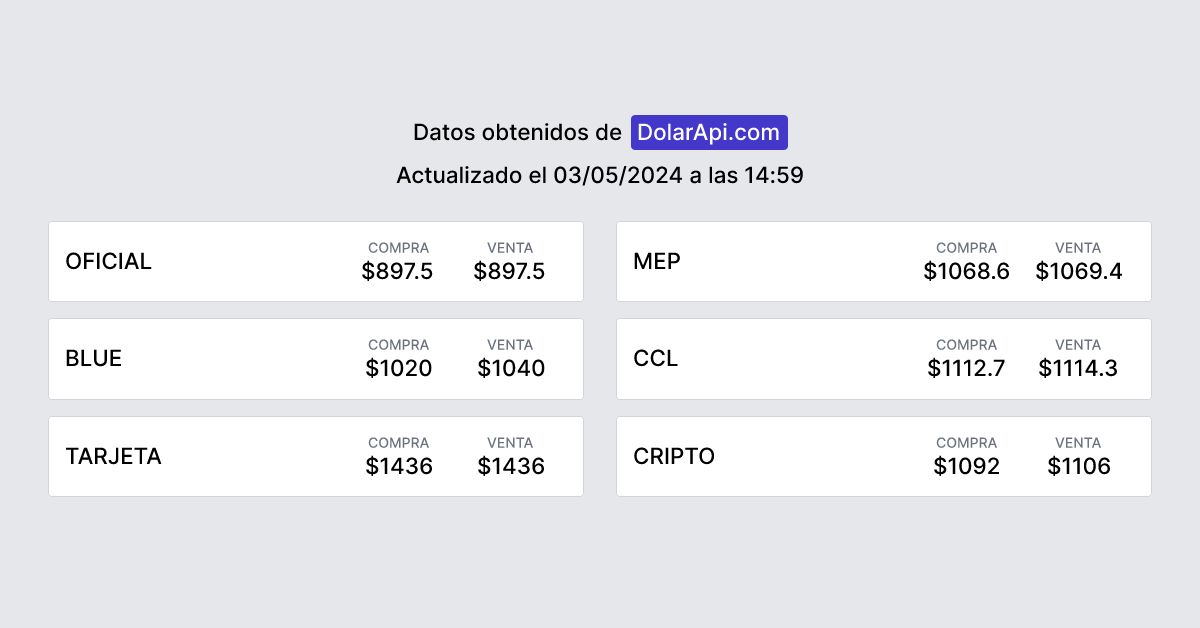 Datos obtenidos de DolarApi.com
Actualizado el 03/05/2024 a las 14:59
OFICIAL
COMPRA
$897.5
VENTA
$897.5
MEP
COMPRA
$1068.6
VENTA
$1069.4
BLUE
COMPRA
$1020
VENTA
$1040
CCL
COMPRA
$1112.7
VENTA
$1114.3
TARJETA
COMPRA
$1436
VENTA
$1436
CRIPTO
COMPRA
$1092
VENTA
$1106